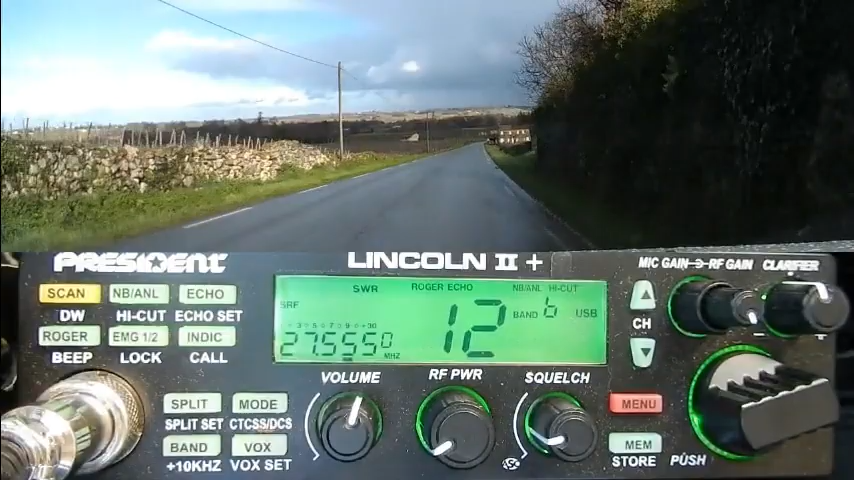 PRESIDENT LINCOLN II + MIC GAIN RF GAIN CLARIFIER
SCAN NB/ANL ECHO
DW HI-CUT ECHO SET
ROGER EMG 1/2 INDIC
BEEP LOCK CALL
SWR ROGER ECHO NB/ANL HI-CUT
SRF 12 BAND b USB
27.5550 MHZ
CH
VOLUME RF PWR SQUELCH
SPLIT MODE
SPLIT SET CTCSS/DCS
BAND VOX
+10KHZ VOX SET
ASC
MENU
MEM
STORE
PUSH